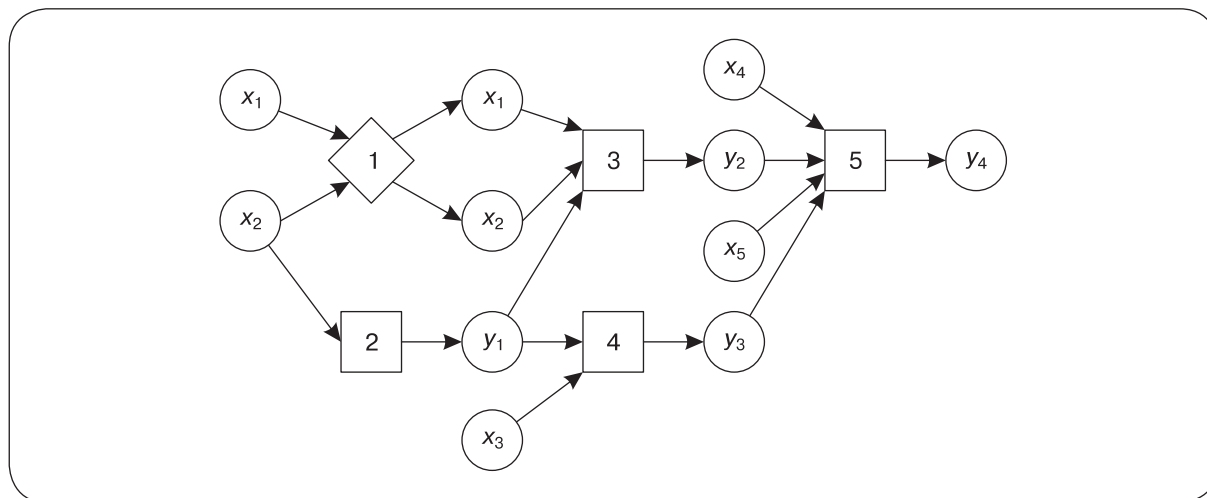 x₄
x₁
x₁
1
3
y₂
5
y₄
x₂
x₂
x₅
2
y₁
4
y₃
x₃